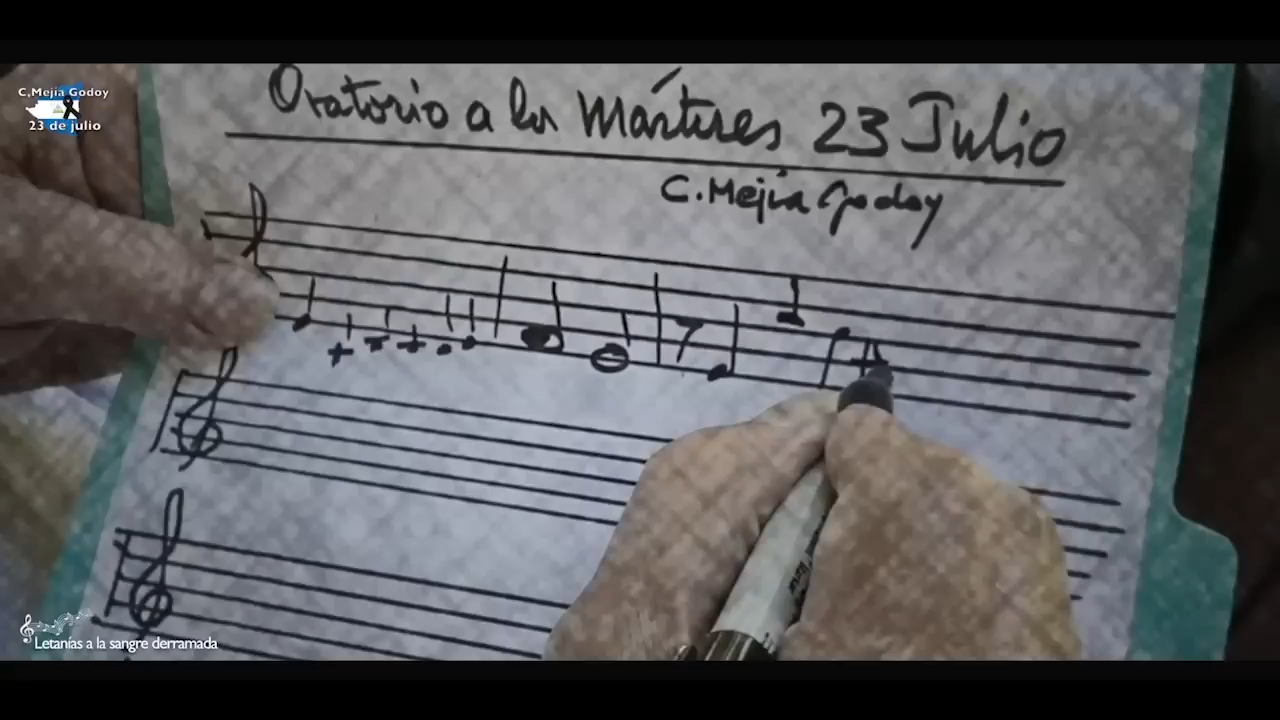 C,Mejía Godoy
23 de julio
Oratorio a los Mártires 23 Julio
C. Mejía Godoy
Letanías a la sangre derramada